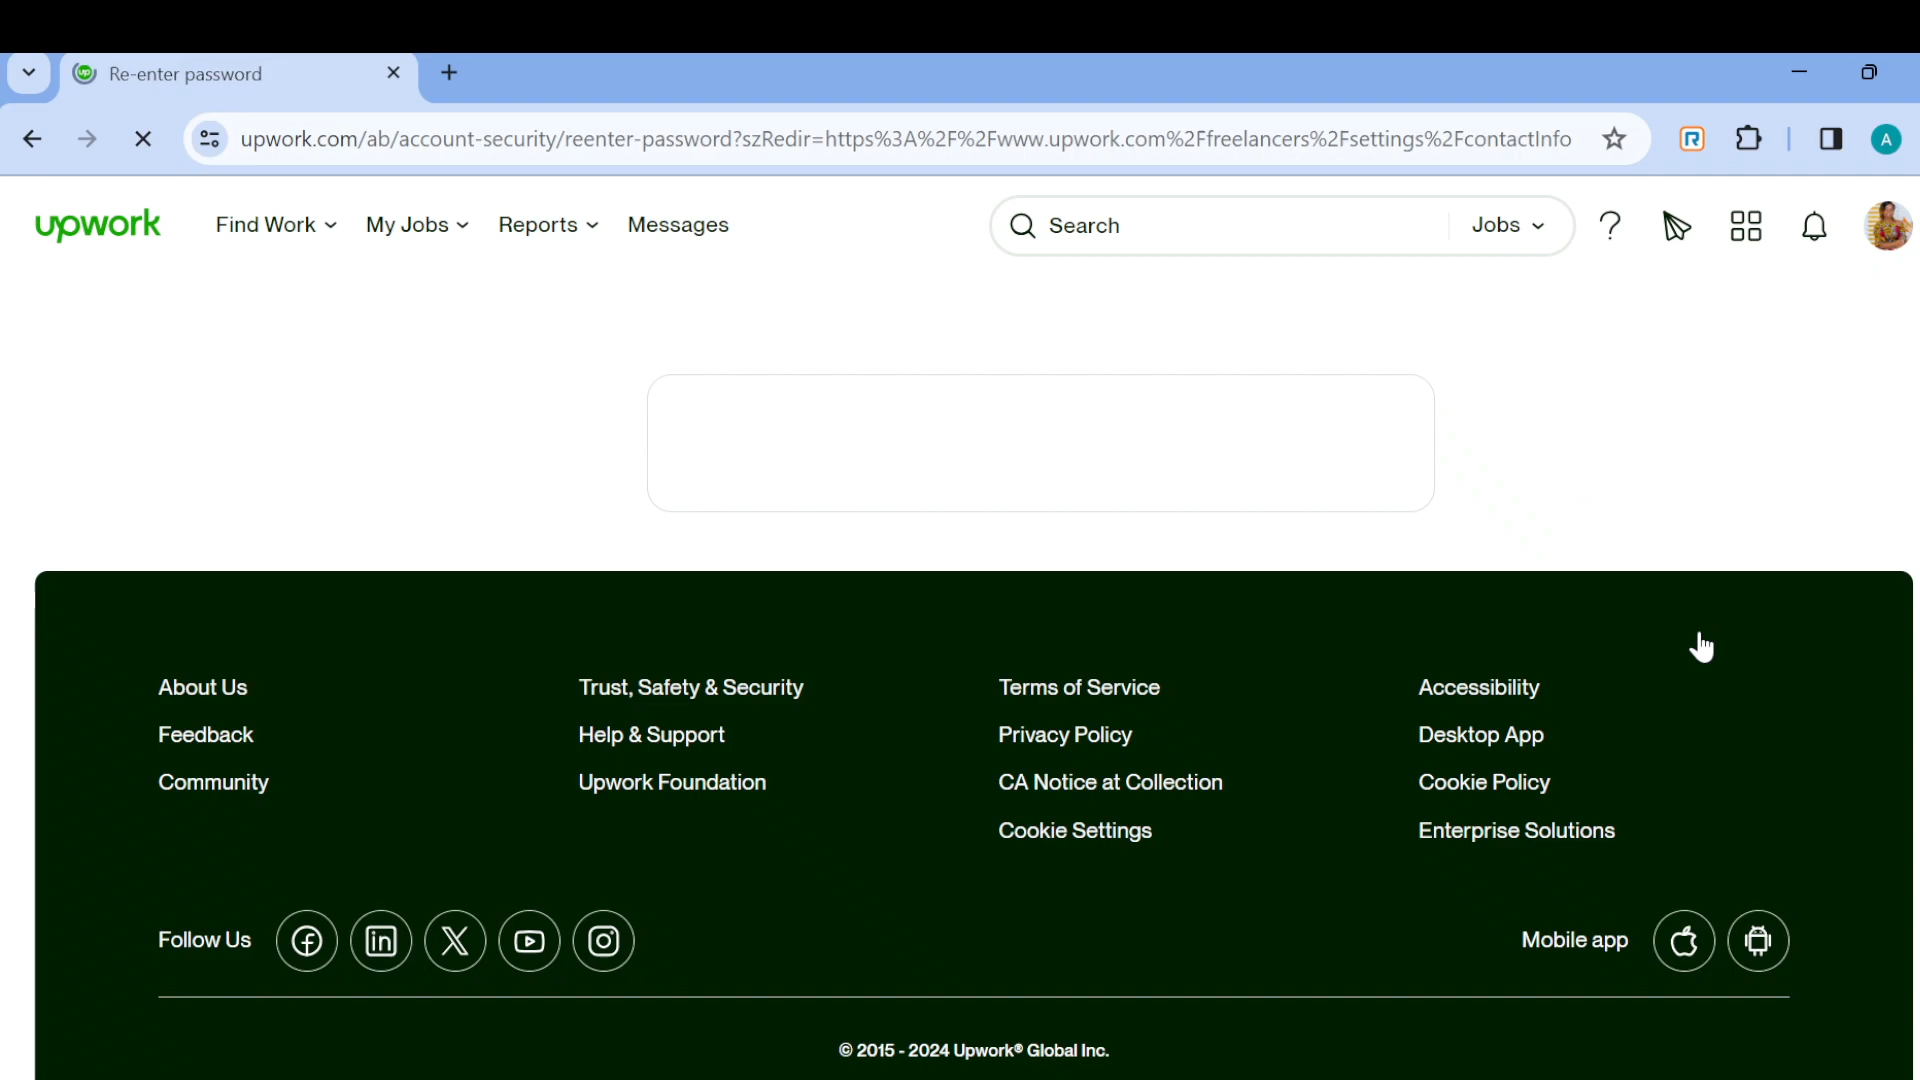 Re-enter password
upwork.com/ab/account-security/reenter-password?szRedir=https%3A%2F%2Fwww.upwork.com%2Ffreelancers%2Fsettings%2FcontactInfo
A
upwork
Find Work
My Jobs
Reports
Messages
Search
Jobs
About Us
Trust, Safety & Security
Terms of Service
Accessibility
Feedback
Help & Support
Privacy Policy
Desktop App
Community
Upwork Foundation
CA Notice at Collection
Cookie Policy
Cookie Settings
Enterprise Solutions
Follow Us
Mobile app
© 2015 - 2024 Upwork® Global Inc.